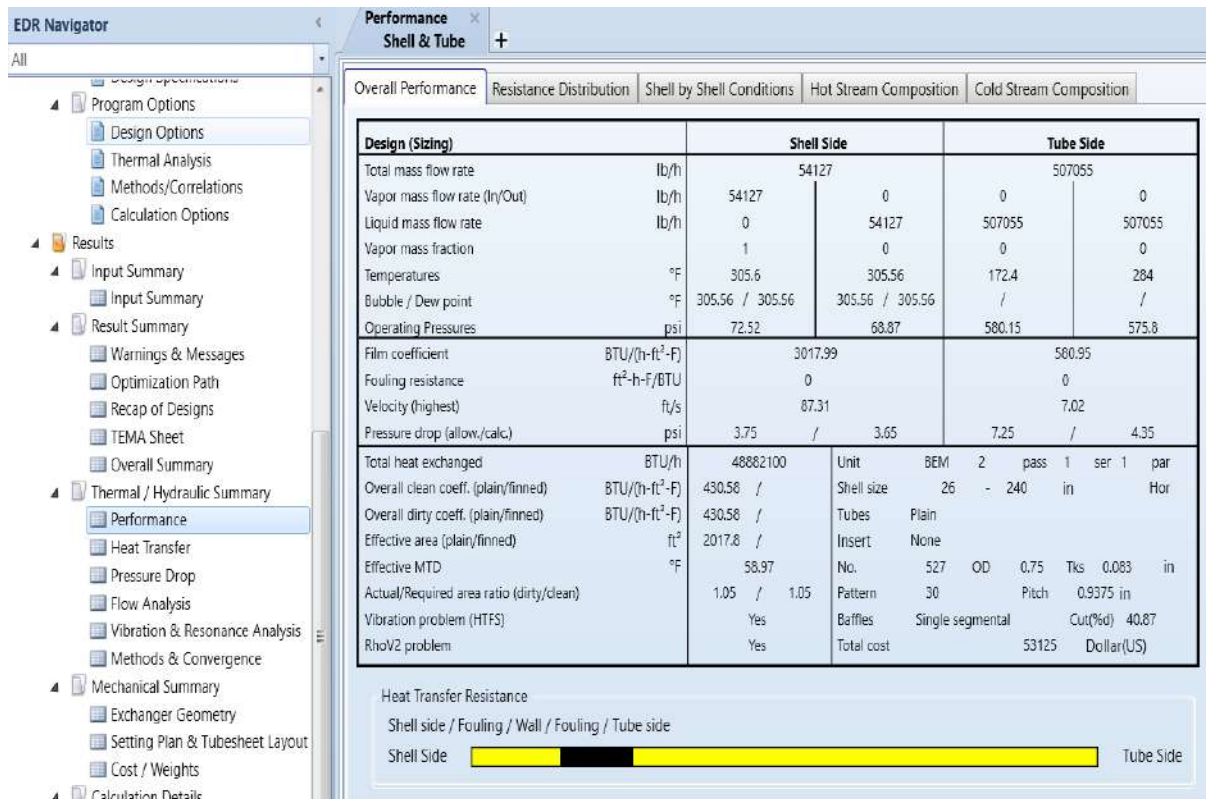 EDR Navigator
All
Program Options
Design Options
Thermal Analysis
Methods/Correlations
Calculation Options
Results
Input Summary
Input Summary
Result Summary
Warnings & Messages
Optimization Path
Recap of Designs
TEMA Sheet
Overall Summary
Thermal / Hydraulic Summary
Performance
Heat Transfer
Pressure Drop
Flow Analysis
Vibration & Resonance Analysis
Methods & Convergence
Mechanical Summary
Exchanger Geometry
Setting Plan & Tubesheet Layout
Cost / Weights
Calculation Details
Performance
Shell & Tube +
Overall Performance Resistance Distribution Shell by Shell Conditions Hot Stream Composition Cold Stream Composition
Design (Sizing) Shell Side Tube Side
Total mass flow rate lb/h 54127 507055
Vapor mass flow rate (In/Out) lb/h 54127 0 0 0
Liquid mass flow rate lb/h 0 54127 507055 507055
Vapor mass fraction 1 0 0 0
Temperatures °F 305.6 305.56 172.4 284
Bubble / Dew point °F 305.56 / 305.56 305.56 / 305.56 / /
Operating Pressures psi 72.52 68.87 580.15 575.8
Film coefficient BTU/(h-ft²-F) 3017.99 580.95
Fouling resistance ft²-h-F/BTU 0 0
Velocity (highest) ft/s 87.31 7.02
Pressure drop (allow./calc.) psi 3.75 / 3.65 7.25 / 4.35
Total heat exchanged BTU/h 48882100 Unit BEM 2 pass 1 ser 1 par
Overall clean coeff. (plain/finned) BTU/(h-ft²-F) 430.58 / Shell size 26 - 240 in Hor
Overall dirty coeff. (plain/finned) BTU/(h-ft²-F) 430.58 / Tubes Plain
Effective area (plain/finned) ft² 2017.8 / Insert None
Effective MTD °F 58.97 No. 527 OD 0.75 Tks 0.083 in
Actual/Required area ratio (dirty/clean) 1.05 / 1.05 Pattern 30 Pitch 0.9375 in
Vibration problem (HTFS) Yes Baffles Single segmental Cut(%d) 40.87
RhoV2 problem Yes Total cost 53125 Dollar(US)
Heat Transfer Resistance
Shell side / Fouling / Wall / Fouling / Tube side
Shell Side Tube Side